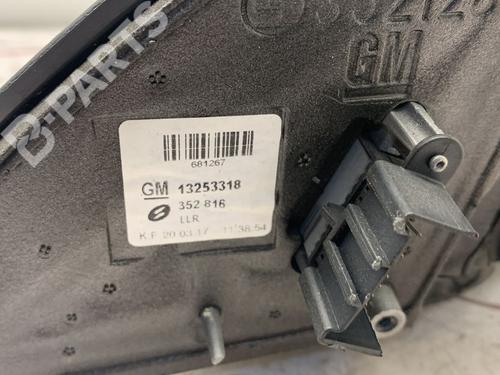 GM
681267
GM 13253318
352 816
LLR
K.F 20.03.17 11:38:54
B-PARTS